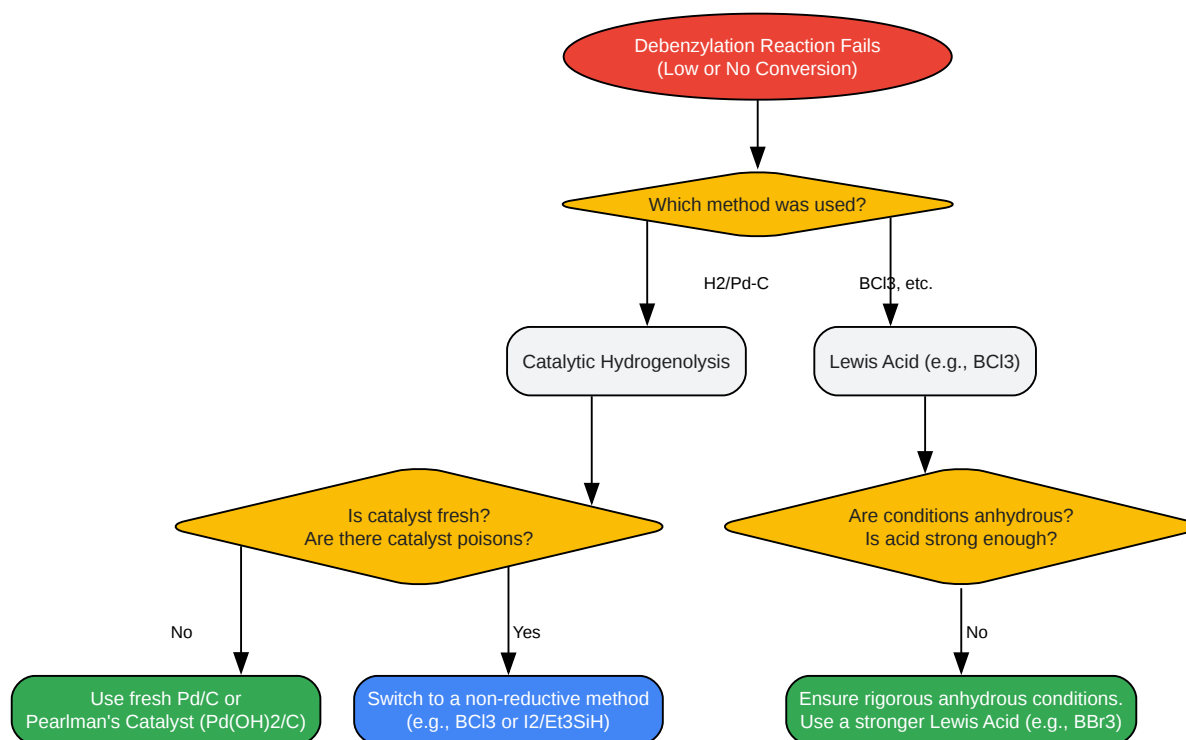 Debenzylation Reaction Fails
(Low or No Conversion)
Which method was used?
H2/Pd-C
BCl3, etc.
Catalytic Hydrogenolysis
Lewis Acid (e.g., BCl3)
Is catalyst fresh?
Are there catalyst poisons?
Are conditions anhydrous?
Is acid strong enough?
No
Yes
No
Use fresh Pd/C or
Pearlman's Catalyst (Pd(OH)2/C)
Switch to a non-reductive method
(e.g., BCl3 or I2/Et3SiH)
Ensure rigorous anhydrous conditions.
Use a stronger Lewis Acid (e.g., BBr3)